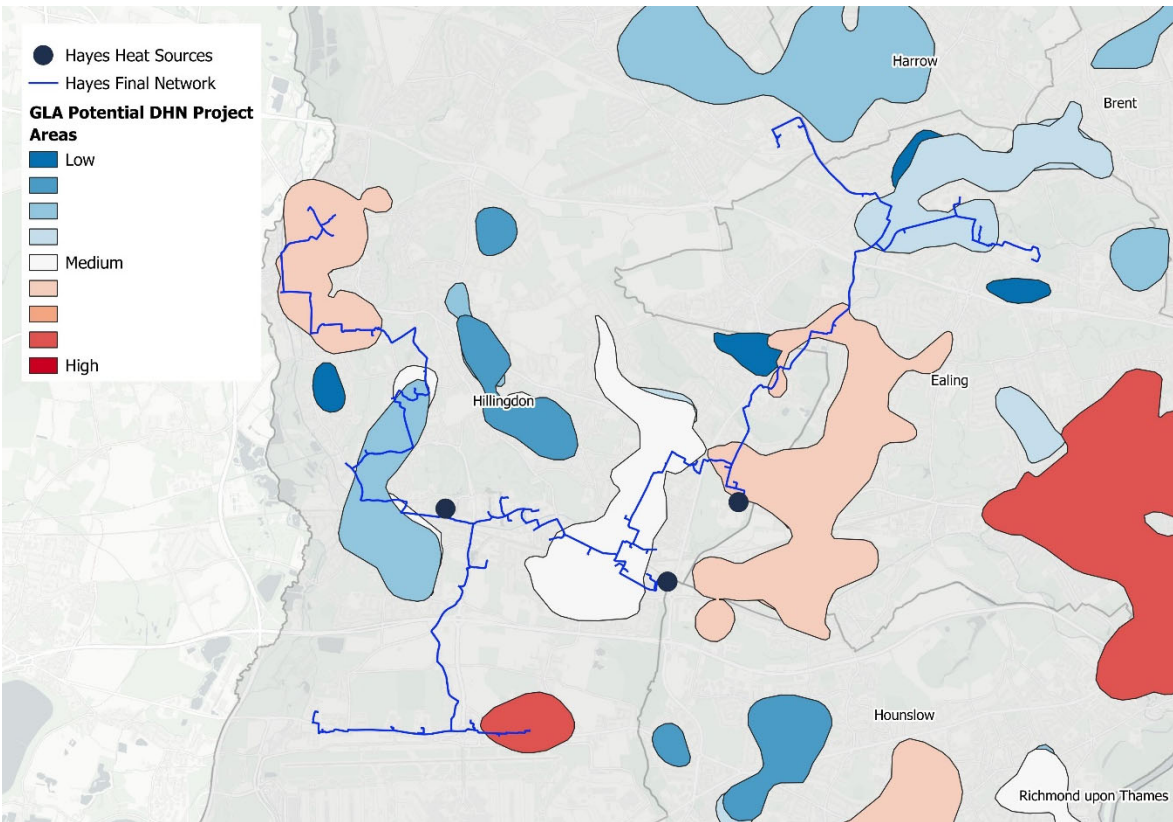 Hayes Heat Sources
Hayes Final Network
GLA Potential DHN Project
Areas
Low
Medium
High
Harrow
Brent
Hillingdon
Ealing
Hounslow
Richmond upon Thames